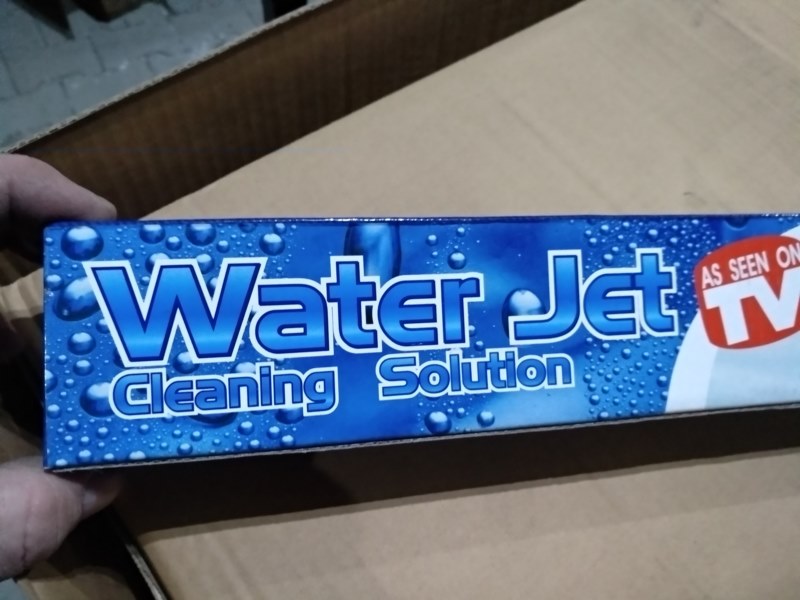 Water Jet
Cleaning Solution
AS SEEN ON
TV